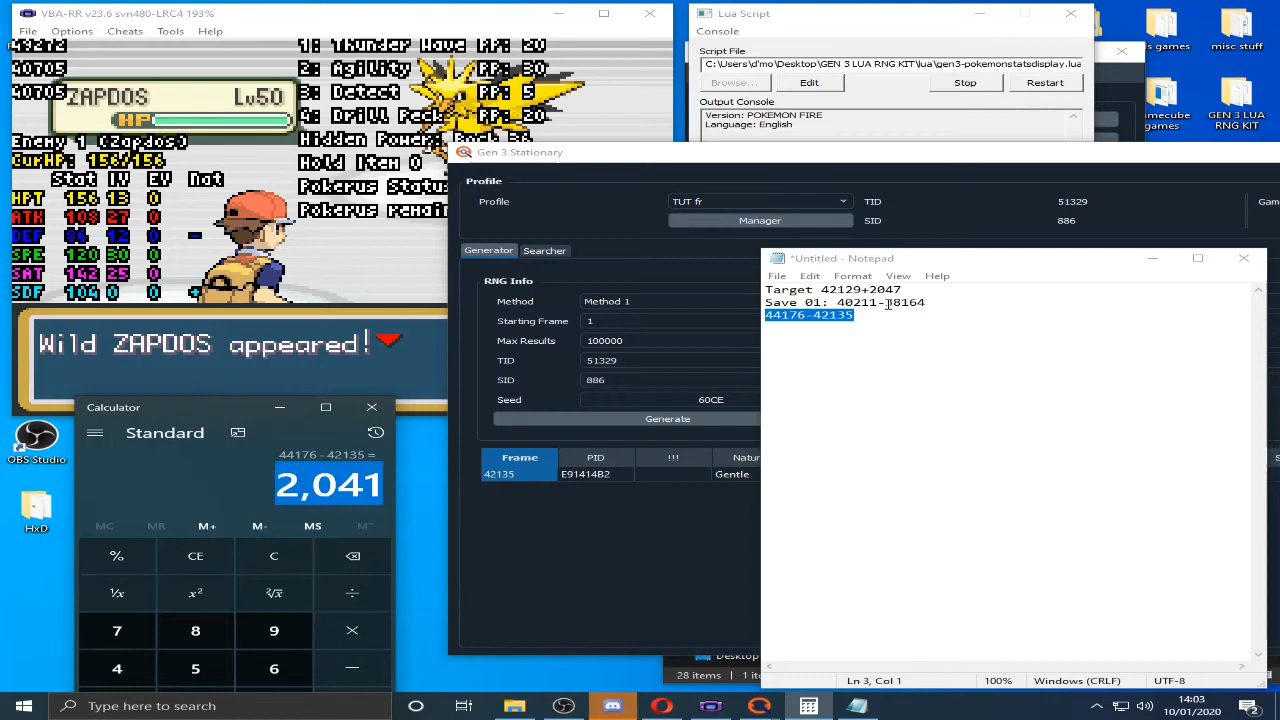 VBA-RR v23.6 svn480-LRC4 193%
File Options Cheats Tools Help
40705
40705
ZAPDOS Lv50
HP
Enemy 1 (Zapdos)
CurHP: 156/156
Stat IV EV Nat
HPT 156 13 0
ATK 108 27 0
DEF 86 12 0 -
SPE 120 30 0
SAT 142 25 0
SDF 104 0 0
1: Thunder Wave PP: 20
2: Agility PP: 30
3: Detect PP: 5
Hidden Power
Hold Item 0
Pokerus Status
Pokerus remain
Wild ZAPDOS appeared!
Lua Script
Console
Script File
C:\Users\d'mo\Desktop\GEN 3 LUA RNG KIT\lua\gen3-pokemonstatsdisplay.lua
Browse... Edit Stop Restart
Output Console
Version: POKEMON FIRE
Language: English
misc stuff
GEN 3 LUA
RNG KIT
games
Gen 3 Stationary
Profile
Profile TUT fr TID 51329
Manager SID 886
Generator Searcher
RNG Info
Method Method 1
Starting Frame 1
Max Results 100000
TID 51329
SID 886
Seed 60CE
Generate
Frame PID !!!
42135 E91414B2 Gentle
*Untitled - Notepad
File Edit Format View Help
Target 42129+2047
Save 01: 40211-38164
44176-42135
Ln 3, Col 1 100% Windows (CRLF) UTF-8
Calculator
Standard
44176 - 42135 =
2,041
MC MR M+ M- MS M˅
% CE C
¹/x x² ²√x ÷
7 8 9 ×
4 5 6 —
OBS Studio
HxD
28 items
Type here to search
14:03
10/01/2020
2